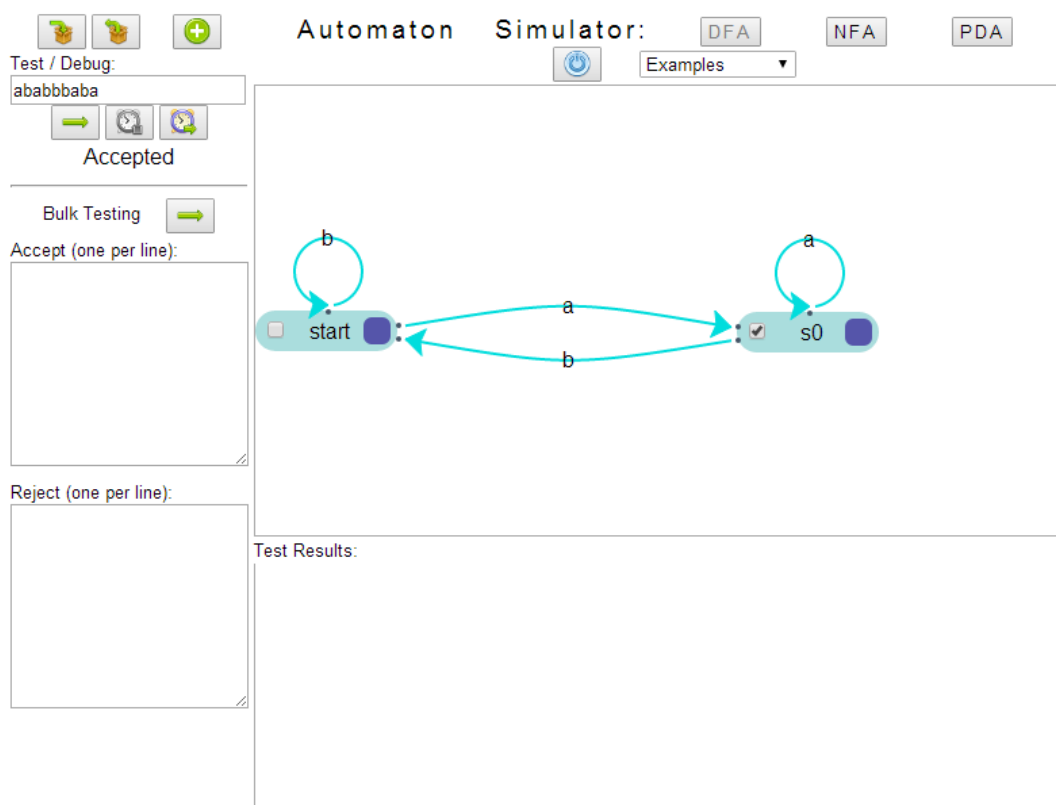 Automaton Simulator: DFA NFA PDA
Examples
Test / Debug:
ababbbaba
Accepted
Bulk Testing
Accept (one per line):
b
a
a
start
s0
b
Reject (one per line):
Test Results: